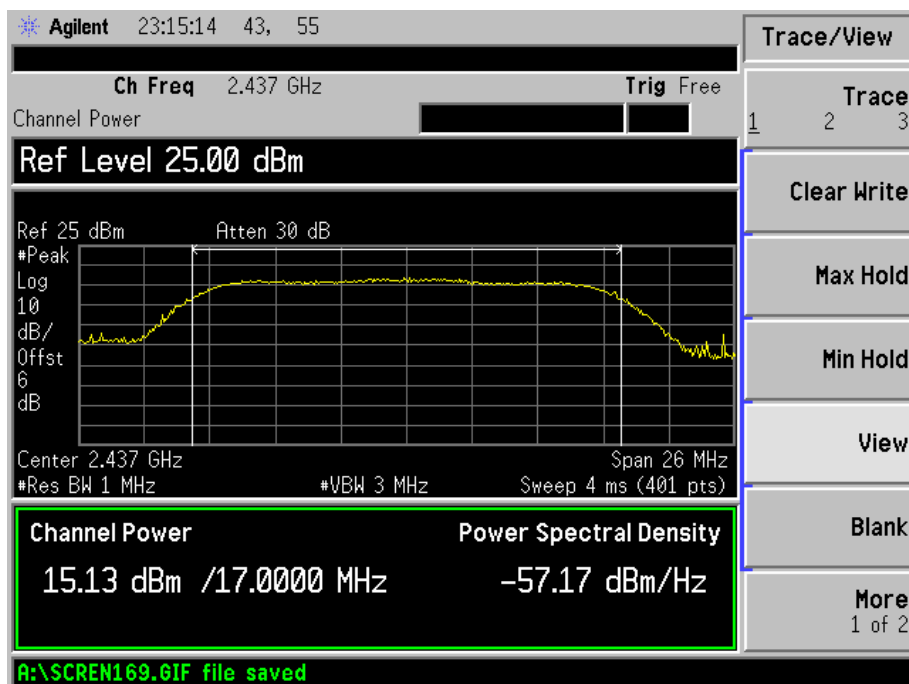 Agilent 23:15:14 43, 55
Trace/View
Ch Freq 2.437 GHz Trig Free
Channel Power
Trace
1 2 3
Ref Level 25.00 dBm
Clear Write
Ref 25 dBm Atten 30 dB
#Peak
Log
10
dB/
Offst
6
dB
Max Hold
Min Hold
Center 2.437 GHz Span 26 MHz
#Res BW 1 MHz #VBW 3 MHz Sweep 4 ms (401 pts)
View
Channel Power Power Spectral Density
15.13 dBm /17.0000 MHz -57.17 dBm/Hz
Blank
More
1 of 2
A:\SCREN169.GIF file saved